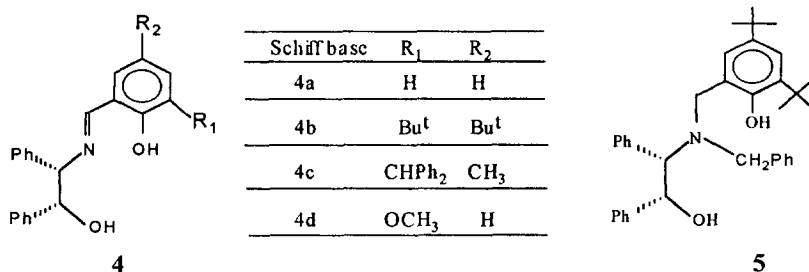 R2
R1
N
OH
Ph
Ph
OH
4
Schiff base R1 R2
4a H H
4b But But
4c CHPh2 CH3
4d OCH3 H
OH
N
Ph
CH2Ph
Ph
OH
5